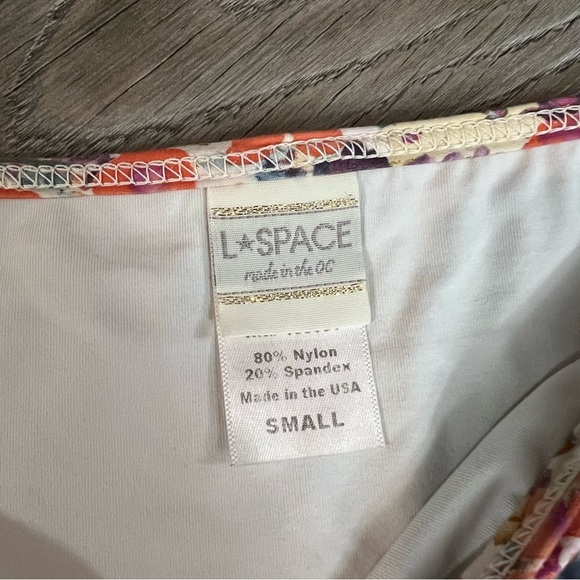 L★SPACE
made in the OC
80% Nylon
20% Spandex
Made in the USA
SMALL